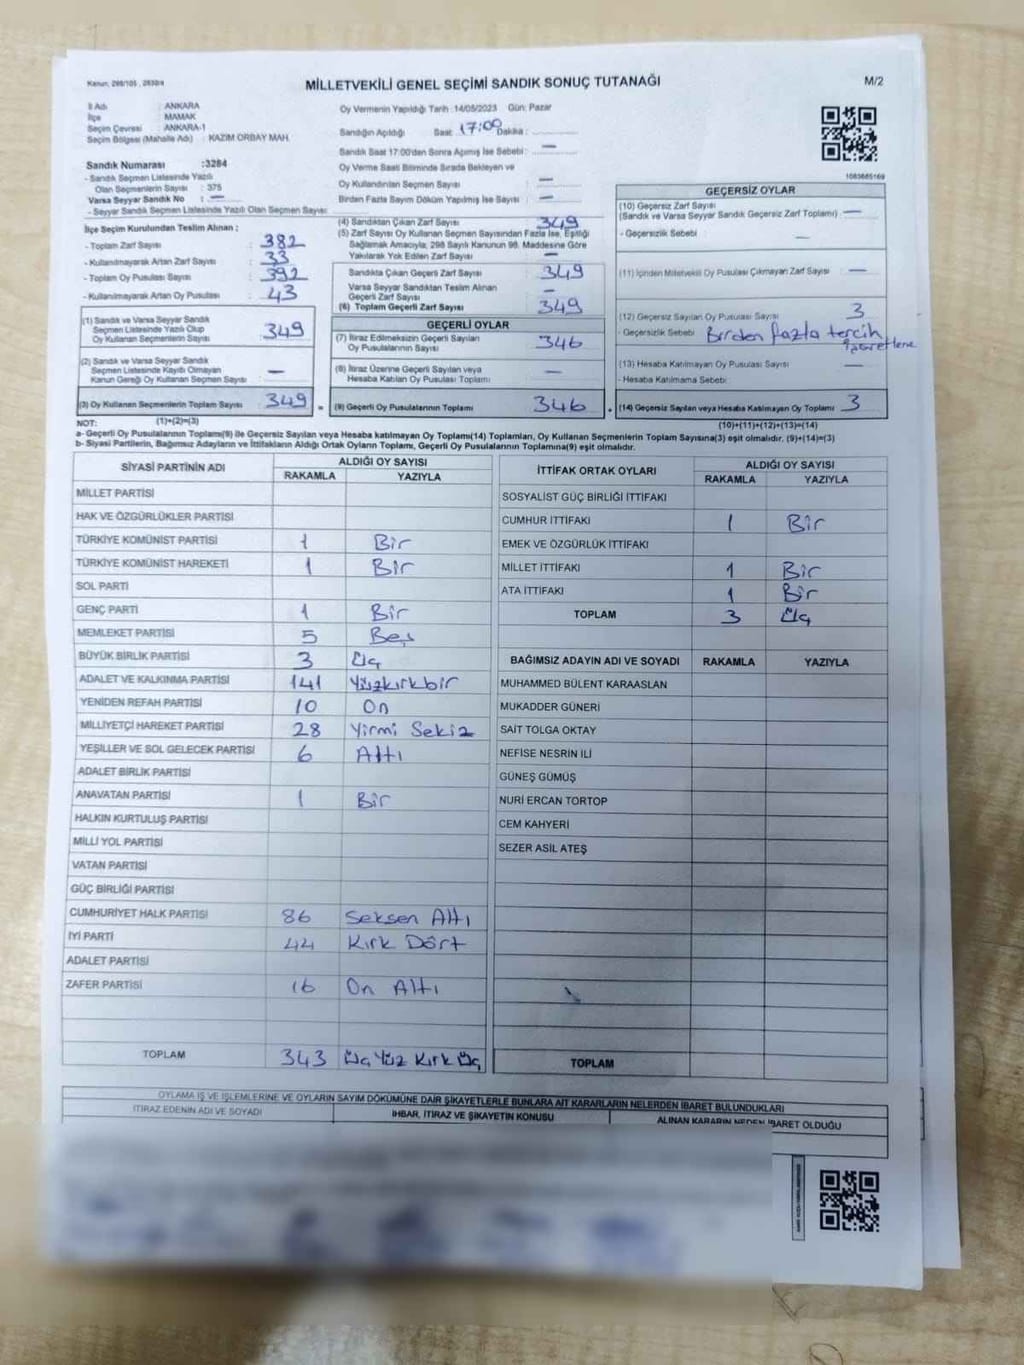 Kanun: 298/105 , 2839/4
MİLLETVEKİLİ GENEL SEÇİMİ SANDIK SONUÇ TUTANAĞI
M/2
İl Adı : ANKARA
İlçe : MAMAK
Seçim Çevresi : ANKARA-1
Seçim Bölgesi (Mahalle Adı) : KAZIM ORBAY MAH.
Oy Vermenin Yapıldığı Tarih :14/05/2023 Gün: Pazar
Sandığın Açıldığı Saat: 17:00 Dakika :
Sandık Saat 17:00'dan Sonra Açılmış İse Sebebi: —
Oy Verme Saati Bitiminde Sırada Bekleyen ve
Oy Kullandırılan Seçmen Sayısı —
Birden Fazla Sayım Döküm Yapılmış İse Sayısı —
Sandık Numarası :3284
- Sandık Seçmen Listesinde Yazılı
Olan Seçmenlerin Sayısı : 375
Varsa Seyyar Sandık No : —
- Seyyar Sandık Seçmen Listesinde Yazılı Olan Seçmen Sayısı:
İlçe Seçim Kurulundan Teslim Alınan ;
- Toplam Zarf Sayısı : 382
- Kullanılmayarak Artan Zarf Sayısı : 33
- Toplam Oy Pusulası Sayısı : 392
- Kullanılmayarak Artan Oy Pusulası : 43
(1) Sandık ve Varsa Seyyar Sandık
Seçmen Listesinde Yazılı Olup
Oy Kullanan Seçmenlerin Sayısı : 349
(2) Sandık ve Varsa Seyyar Sandık
Seçmen Listesinde Kayıtlı Olmayan
Kanun Gereği Oy Kullanan Seçmen Sayısı : —
(3) Oy Kullanan Seçmenlerin Toplam Sayısı : 349
(1)+(2)=(3)
(4) Sandıktan Çıkan Zarf Sayısı 349
(5) Zarf Sayısı Oy Kullanan Seçmen Sayısından Fazla İse, Eşitliği
Sağlamak Amacıyla; 298 Sayılı Kanunun 98. Maddesine Göre
Yakılarak Yok Edilen Zarf Sayısı —
Sandıkta Çıkan Geçerli Zarf Sayısı 349
Varsa Seyyar Sandıktan Teslim Alınan
Geçerli Zarf Sayısı —
(6) Toplam Geçerli Zarf Sayısı 349
GEÇERLİ OYLAR
(7) İtiraz Edilmeksizin Geçerli Sayılan
Oy Pusulalarının Sayısı 346
(8) İtiraz Üzerine Geçerli Sayılan veya
Hesaba Katılan Oy Pusulası Toplamı —
(9) Geçerli Oy Pusulalarının Toplamı 346
1083685169
GEÇERSİZ OYLAR
(10) Geçersiz Zarf Sayısı
(Sandık ve Varsa Seyyar Sandık Geçersiz Zarf Toplamı) —
- Geçersizlik Sebebi : —
(11) İçinden Milletvekili Oy Pusulası Çıkmayan Zarf Sayısı —
(12) Geçersiz Sayılan Oy Pusulası Sayısı 3
- Geçersizlik Sebebi : Birden fazla tercih
işaretleme
(13) Hesaba Katılmayan Oy Pusulası Sayısı —
- Hesaba Katılmama Sebebi:
(14) Geçersiz Sayılan veya Hesaba Katılmayan Oy Toplamı 3
(10)+(11)+(12)+(13)=(14)
NOT:
a- Geçerli Oy Pusulalarının Toplamı(9) ile Geçersiz Sayılan veya Hesaba katılmayan Oy Toplamı(14) Toplamları, Oy Kullanan Seçmenlerin Toplam Sayısına(3) eşit olmalıdır. (9)+(14)=(3)
b- Siyasi Partilerin, Bağımsız Adayların ve İttifakların Aldığı Ortak Oyların Toplamı, Geçerli Oy Pusulasının Toplamına(9) eşit olmalıdır.
SİYASİ PARTİNİN ADI ALDIĞI OY SAYISI
RAKAMLA YAZIYLA
MİLLET PARTİSİ
HAK VE ÖZGÜRLÜKLER PARTİSİ
TÜRKİYE KOMÜNİST PARTİSİ 1 Bir
TÜRKİYE KOMÜNİST HAREKETİ 1 Bir
SOL PARTİ
GENÇ PARTİ 1 Bir
MEMLEKET PARTİSİ 5 Beş
BÜYÜK BİRLİK PARTİSİ 3 Üç
ADALET VE KALKINMA PARTİSİ 141 Yüzkırkbir
YENİDEN REFAH PARTİSİ 10 On
MİLLİYETÇİ HAREKET PARTİSİ 28 Yirmi Sekiz
YEŞİLLER VE SOL GELECEK PARTİSİ 6 Altı
ADALET BİRLİK PARTİSİ
ANAVATAN PARTİSİ 1 Bir
HALKIN KURTULUŞ PARTİSİ
MİLLİ YOL PARTİSİ
VATAN PARTİSİ
GÜÇ BİRLİĞİ PARTİSİ
CUMHURİYET HALK PARTİSİ 86 Seksen Altı
İYİ PARTİ 44 Kırk Dört
ADALET PARTİSİ
ZAFER PARTİSİ 16 On Altı
TOPLAM 343 Üç Yüz Kırk Üç
İTTİFAK ORTAK OYLARI ALDIĞI OY SAYISI
RAKAMLA YAZIYLA
SOSYALİST GÜÇ BİRLİĞİ İTTİFAKI
CUMHUR İTTİFAKI 1 Bir
EMEK VE ÖZGÜRLÜK İTTİFAKI
MİLLET İTTİFAKI 1 Bir
ATA İTTİFAKI 1 Bir
TOPLAM 3 Üç
BAĞIMSIZ ADAYIN ADI VE SOYADI RAKAMLA YAZIYLA
MUHAMMED BÜLENT KARAASLAN
MUKADDER GÜNERİ
SAİT TOLGA OKTAY
NEFİSE NESRİN İLİ
GÜNEŞ GÜMÜŞ
NURİ ERCAN TORTOP
CEM KAHYERİ
SEZER ASİL ATEŞ
TOPLAM
OYLAMA İŞ VE İŞLEMLERİNE VE OYLARIN SAYIM DÖKÜMÜNE DAİR ŞİKAYETLERLE BUNLARA AİT KARARLARIN NELERDEN İBARET BULUNDUKLARI
İTİRAZ EDENİN ADI VE SOYADI İHBAR, İTİRAZ VE ŞİKAYETİN KONUSU ALINAN KARARIN NEDEN İBARET OLDUĞU